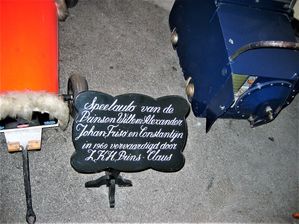 Speelauto van de
Prinsen Willem Alexander,
Johan Friso en Constantijn
in 1969 vervaardigd door
Z.K.H. Prins Claus